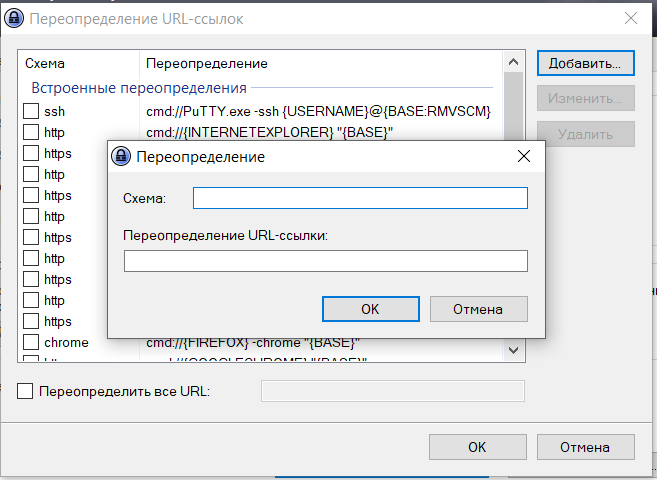 Переопределение URL-ссылок
Схема Переопределение
Добавить...
Встроенные переопределения
ssh cmd://PuTTY.exe -ssh {USERNAME}@{BASE:RMVSCM}
Изменить...
http cmd://{INTERNETEXPLORER} "{BASE}"
Удалить
https
Переопределение
http
https
Схема:
http
https
Переопределение URL-ссылки:
http
https
http
OK Отмена
https
chrome cmd://{FIREFOX} -chrome "{BASE}"
Переопределить все URL:
OK Отмена